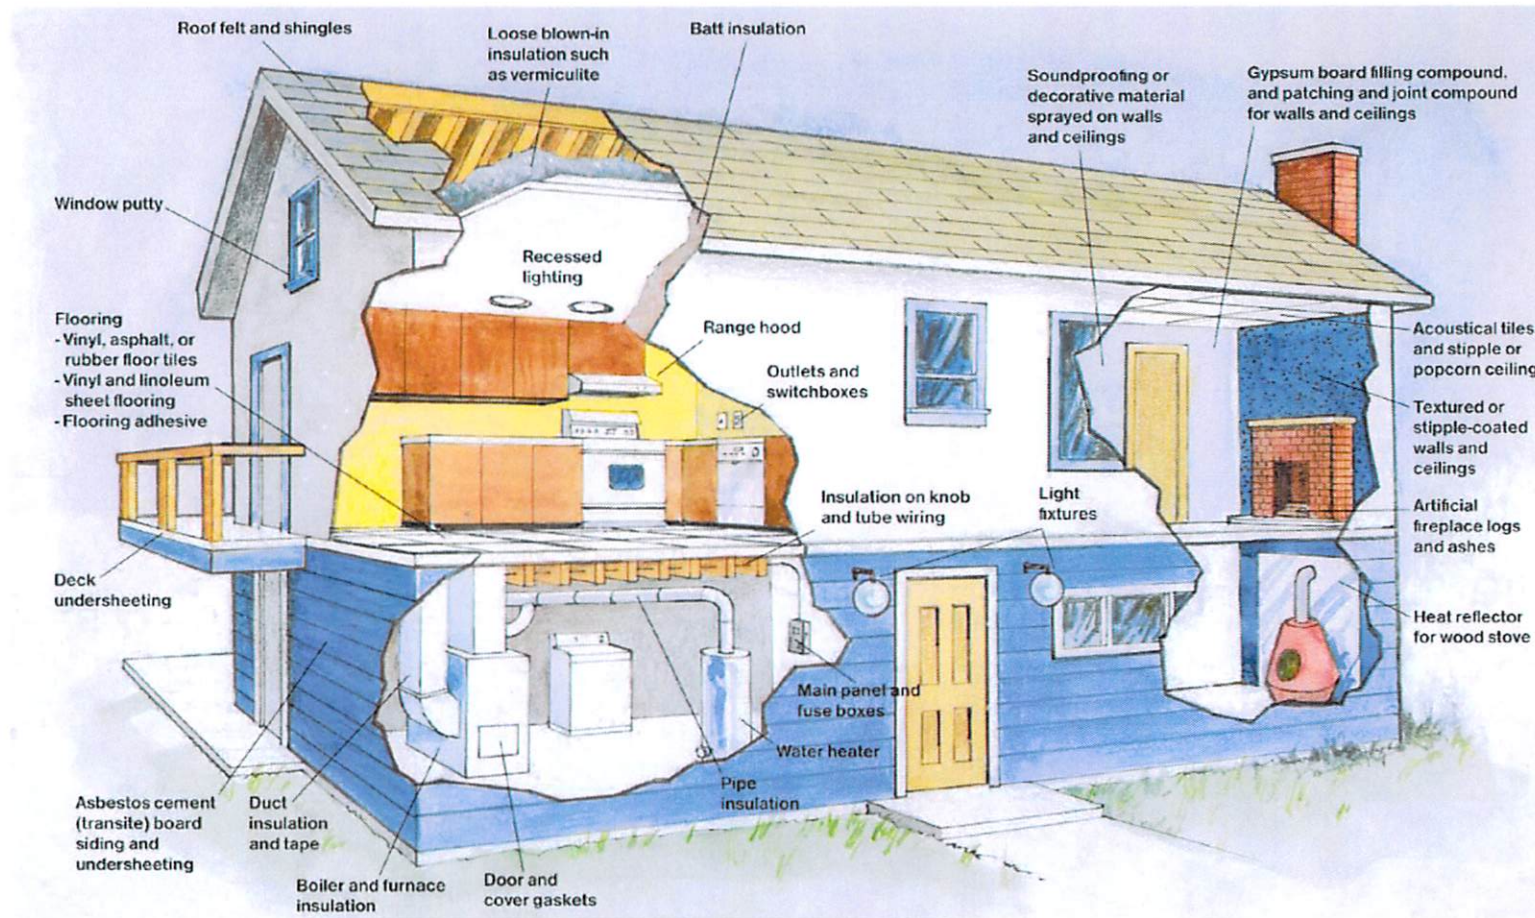 Roof felt and shingles
Loose blown-in
insulation such
as vermiculite
Batt insulation
Soundproofing or
decorative material
sprayed on walls
and ceilings
Gypsum board filling compound,
and patching and joint compound
for walls and ceilings
Window putty
Recessed
lighting
Flooring
- Vinyl, asphalt, or
rubber floor tiles
- Vinyl and linoleum
sheet flooring
- Flooring adhesive
Range hood
Outlets and
switchboxes
Acoustical tiles
and stipple or
popcorn ceiling
Textured or
stipple-coated
walls and
ceilings
Insulation on knob
and tube wiring
Light
fixtures
Artificial
fireplace logs
and ashes
Deck
undersheeting
Heat reflector
for wood stove
Main panel and
fuse boxes
Water heater
Pipe
insulation
Asbestos cement
(transite) board
siding and
undersheeting
Duct
insulation
and tape
Boiler and furnace
insulation
Door and
cover gaskets